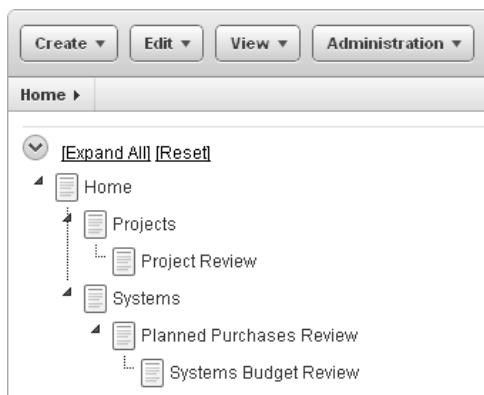 Create Edit View Administration
Home
[Expand All] [Reset]
Home
Projects
Project Review
Systems
Planned Purchases Review
Systems Budget Review